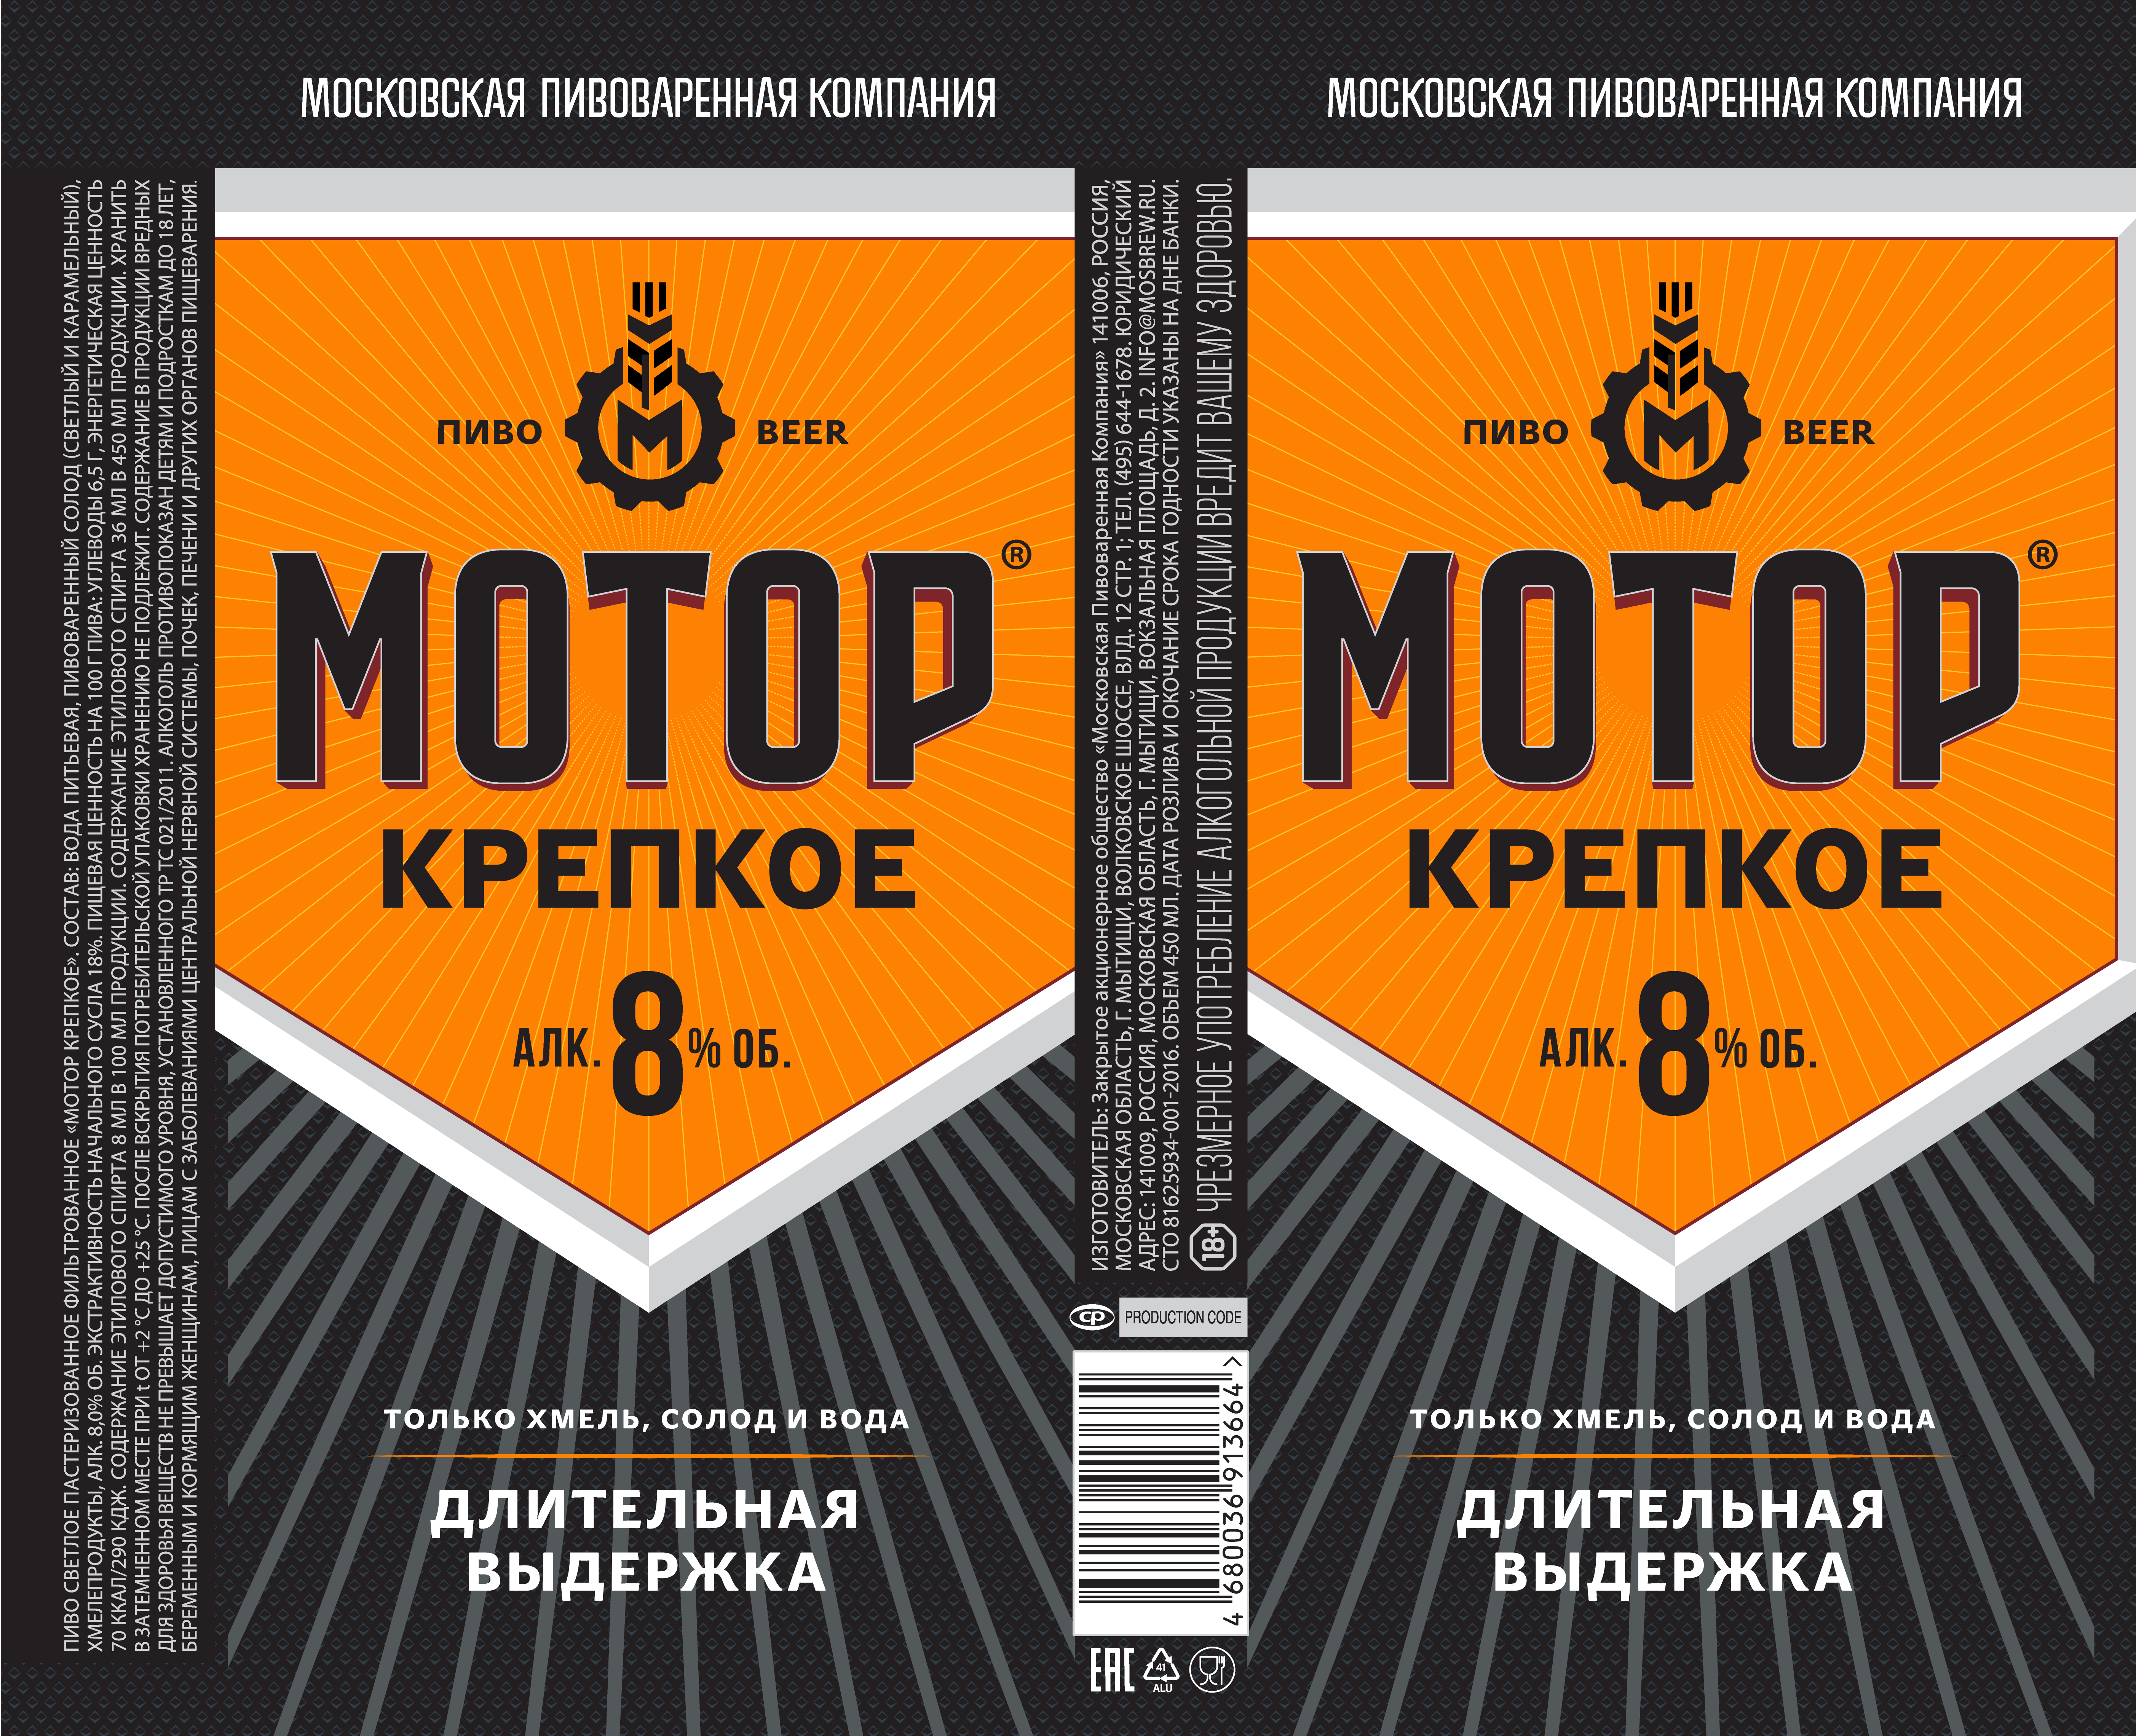 МОСКОВСКАЯ ПИВОВАРЕННАЯ КОМПАНИЯ
ПИВО СВЕТЛОЕ ПАСТЕРИЗОВАННОЕ ФИЛЬТРОВАННОЕ «МОТОР КРЕПКОЕ». СОСТАВ: ВОДА ПИТЬЕВАЯ, ПИВОВАРЕННЫЙ СОЛОД (СВЕТЛЫЙ И КАРАМЕЛЬНЫЙ),
ХМЕЛЕПРОДУКТЫ, АЛК. 8,0% ОБ. ЭКСТРАКТИВНОСТЬ НАЧАЛЬНОГО СУСЛА 18%. ПИЩЕВАЯ ЦЕННОСТЬ НА 100 Г ПИВА: УГЛЕВОДЫ 6,5 Г, ЭНЕРГЕТИЧЕСКАЯ ЦЕННОСТЬ
70 ККАЛ/290 КДЖ. СОДЕРЖАНИЕ ЭТИЛОВОГО СПИРТА 8 МЛ В 100 МЛ ПРОДУКЦИИ. СОДЕРЖАНИЕ ЭТИЛОВОГО СПИРТА 36 МЛ В 450 МЛ ПРОДУКЦИИ. ХРАНИТЬ
В ЗАТЕМНЕННОМ МЕСТЕ ПРИ t ОТ +2 °С ДО +25 °С. ПОСЛЕ ВСКРЫТИЯ ПОТРЕБИТЕЛЬСКОЙ УПАКОВКИ ХРАНЕНИЮ НЕ ПОДЛЕЖИТ. СОДЕРЖАНИЕ В ПРОДУКЦИИ ВРЕДНЫХ
ДЛЯ ЗДОРОВЬЯ ВЕЩЕСТВ НЕ ПРЕВЫШАЕТ ДОПУСТИМОГО УРОВНЯ, УСТАНОВЛЕННОГО ТР ТС 021/2011. АЛКОГОЛЬ ПРОТИВОПОКАЗАН ДЕТЯМ И ПОДРОСТКАМ ДО 18 ЛЕТ,
БЕРЕМЕННЫМ И КОРМЯЩИМ ЖЕНЩИНАМ, ЛИЦАМ С ЗАБОЛЕВАНИЯМИ ЦЕНТРАЛЬНОЙ НЕРВНОЙ СИСТЕМЫ, ПОЧЕК, ПЕЧЕНИ И ДРУГИХ ОРГАНОВ ПИЩЕВАРЕНИЯ.
ПИВО M BEER
МОТОР®
КРЕПКОЕ
АЛК. 8% ОБ.
ТОЛЬКО ХМЕЛЬ, СОЛОД И ВОДА
ДЛИТЕЛЬНАЯ
ВЫДЕРЖКА
ИЗГОТОВИТЕЛЬ: Закрытое акционерное общество «Московская Пивоваренная Компания» 141006, РОССИЯ,
МОСКОВСКАЯ ОБЛАСТЬ, Г. МЫТИЩИ, ВОЛКОВСКОЕ ШОССЕ, ВЛД. 12 СТР. 1; ТЕЛ. (495) 644-1678. ЮРИДИЧЕСКИЙ
АДРЕС: 141009, РОССИЯ, МОСКОВСКАЯ ОБЛАСТЬ, Г. МЫТИЩИ, ВОКЗАЛЬНАЯ ПЛОЩАДЬ, Д. 2. INFO@MOSBREW.RU.
СТО 81625934-001-2016. ОБЪЕМ 450 МЛ. ДАТА РОЗЛИВА И ОКОЧАНИЕ СРОКА ГОДНОСТИ УКАЗАНЫ НА ДНЕ БАНКИ.
18+ ЧРЕЗМЕРНОЕ УПОТРЕБЛЕНИЕ АЛКОГОЛЬНОЙ ПРОДУКЦИИ ВРЕДИТ ВАШЕМУ ЗДОРОВЬЮ.
CP PRODUCTION CODE
4 680036 913664 >
EAC 41
ALU
МОСКОВСКАЯ ПИВОВАРЕННАЯ КОМПАНИЯ
ПИВО M BEER
МОТОР®
КРЕПКОЕ
АЛК. 8% ОБ.
ТОЛЬКО ХМЕЛЬ, СОЛОД И ВОДА
ДЛИТЕЛЬНАЯ
ВЫДЕРЖКА